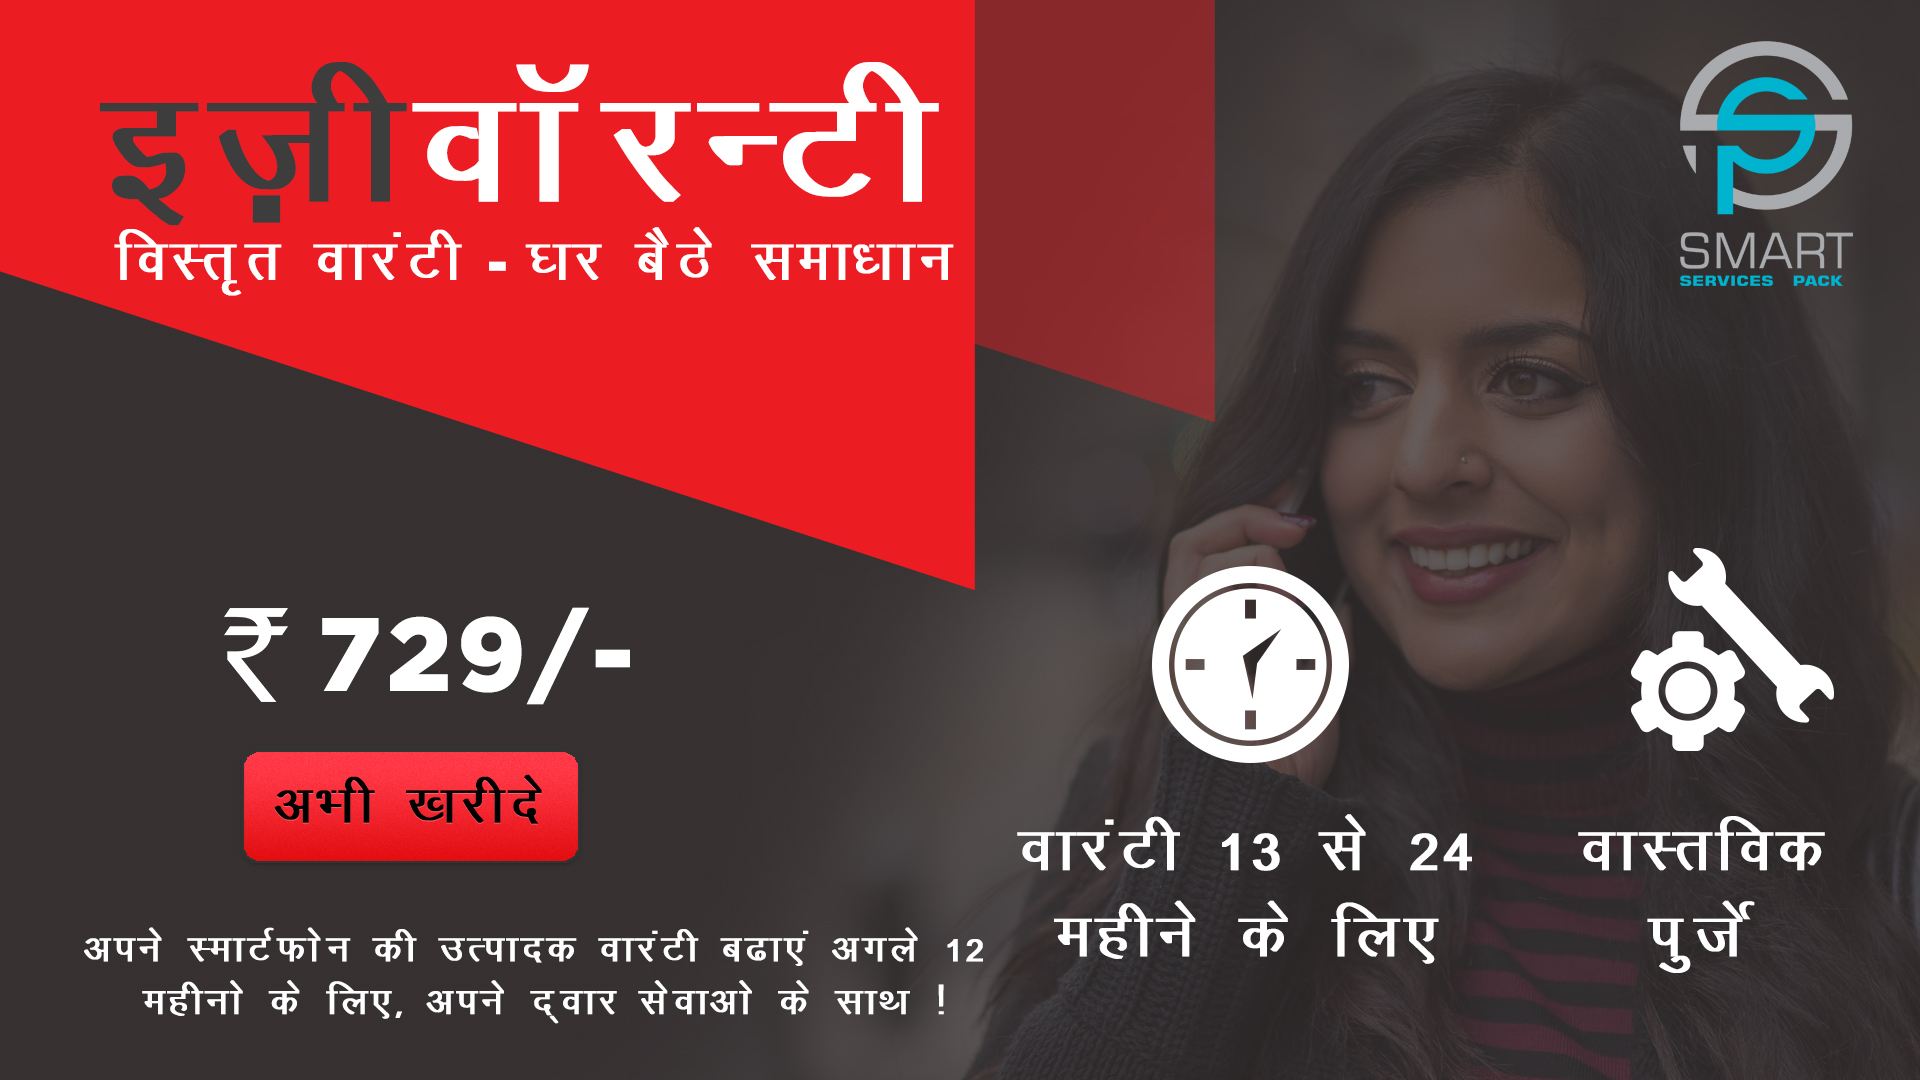 इज़ीवॉरन्टी
विस्तृत वारंटी - घर बैठे समाधान
SMART
SERVICES PACK
₹ 729/-
अभी खरीदे
वारंटी 13 से 24
महीने के लिए
वास्तविक
पुर्जे
अपने स्मार्टफोन की उत्पादक वारंटी बढाएं अगले 12
महीनो के लिए, अपने द्वार सेवाओ के साथ !